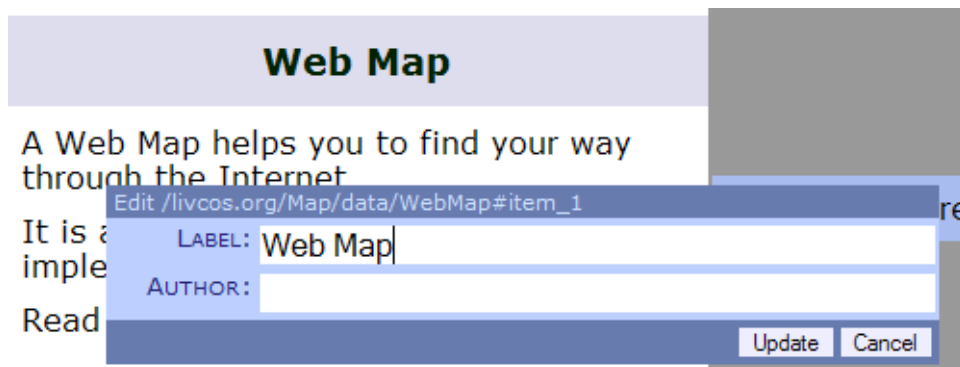 Web Map
A Web Map helps you to find your way
through the Internet
Edit /livcos.org/Map/data/WebMap#item_1
LABEL: Web Map
It is
imple
AUTHOR:
Read
Update Cancel
re